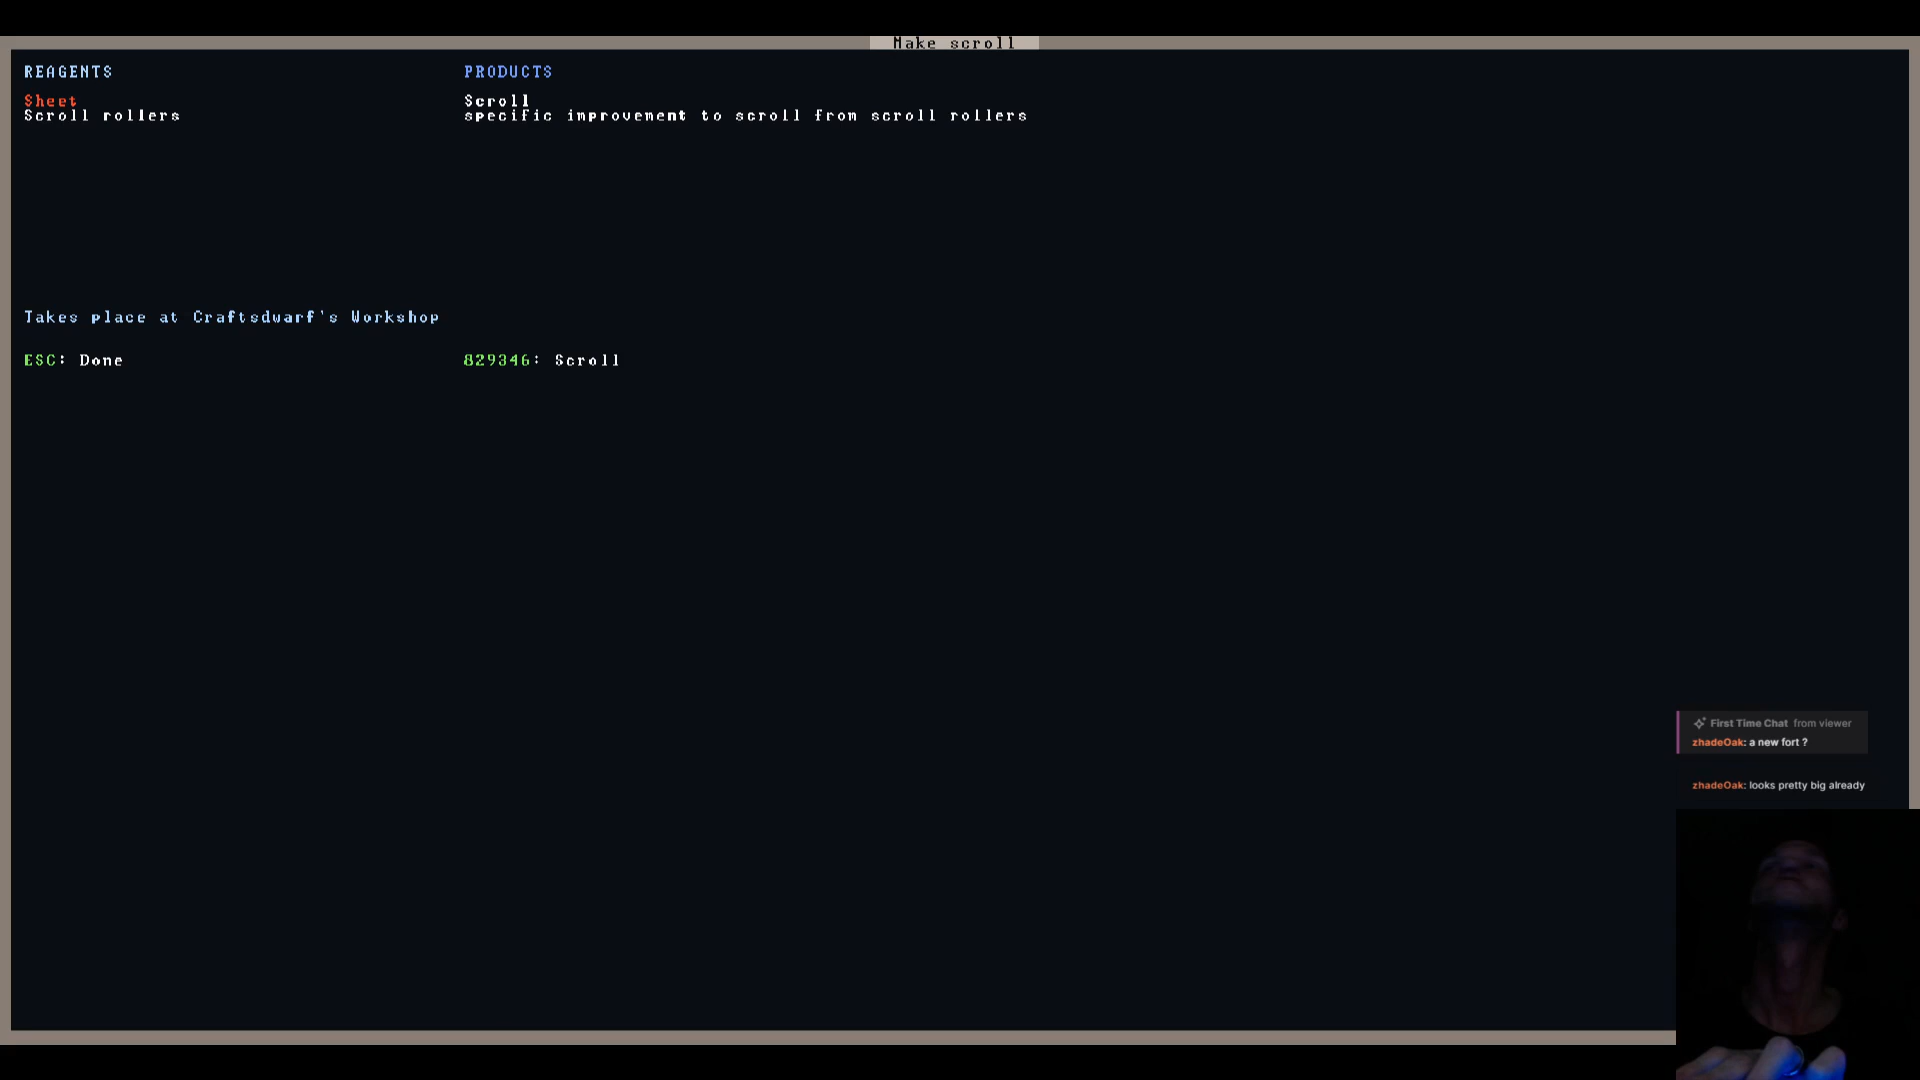 Make scroll
REAGENTS
PRODUCTS
Sheet
Scroll
Scroll rollers
specific improvement to scroll from scroll rollers
Takes place at Craftsdwarf's Workshop
ESC: Done
829346: Scroll
First Time Chat from viewer
zhadeOak: a new fort ?
zhadeOak: looks pretty big already